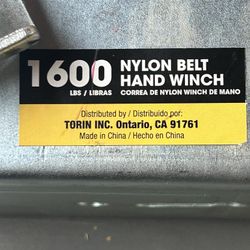 1600
LBS / LIBRAS
NYLON BELT
HAND WINCH
CORREA DE NYLON WINCH DE MANO
Distributed by / Distribuido por:
TORIN INC. Ontario, CA 91761
Made in China / Hecho en China